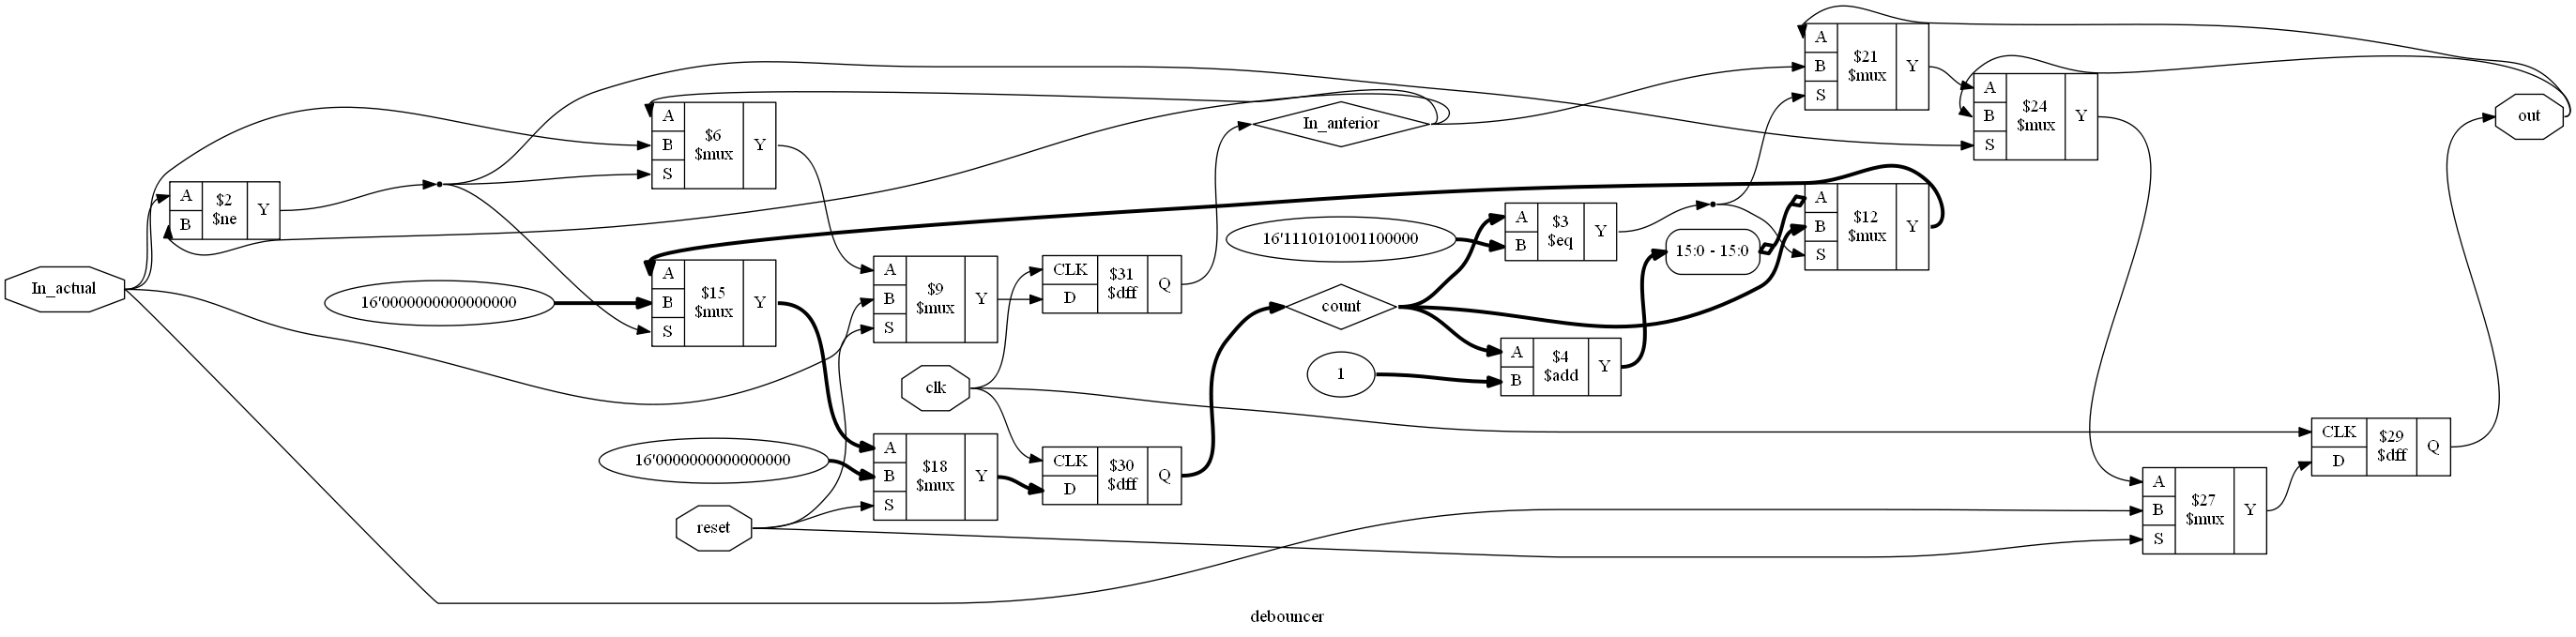 In_actual
A
B
$2
$ne
Y
16'0000000000000000
A
B
S
$6
$mux
Y
A
B
S
$15
$mux
Y
16'0000000000000000
reset
A
B
S
$9
$mux
Y
clk
A
B
S
$18
$mux
Y
CLK
D
$31
$dff
Q
CLK
D
$30
$dff
Q
In_anterior
16'1110101001100000
count
1
A
B
$3
$eq
Y
A
B
$4
$add
Y
15:0 - 15:0
A
B
S
$21
$mux
Y
A
B
S
$12
$mux
Y
A
B
S
$24
$mux
Y
A
B
S
$27
$mux
Y
CLK
D
$29
$dff
Q
out
debouncer